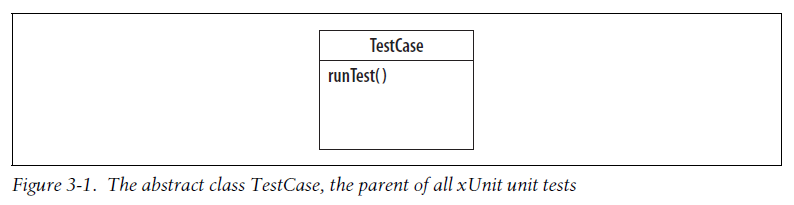 TestCase
runTest()
Figure 3-1. The abstract class TestCase, the parent of all xUnit unit tests